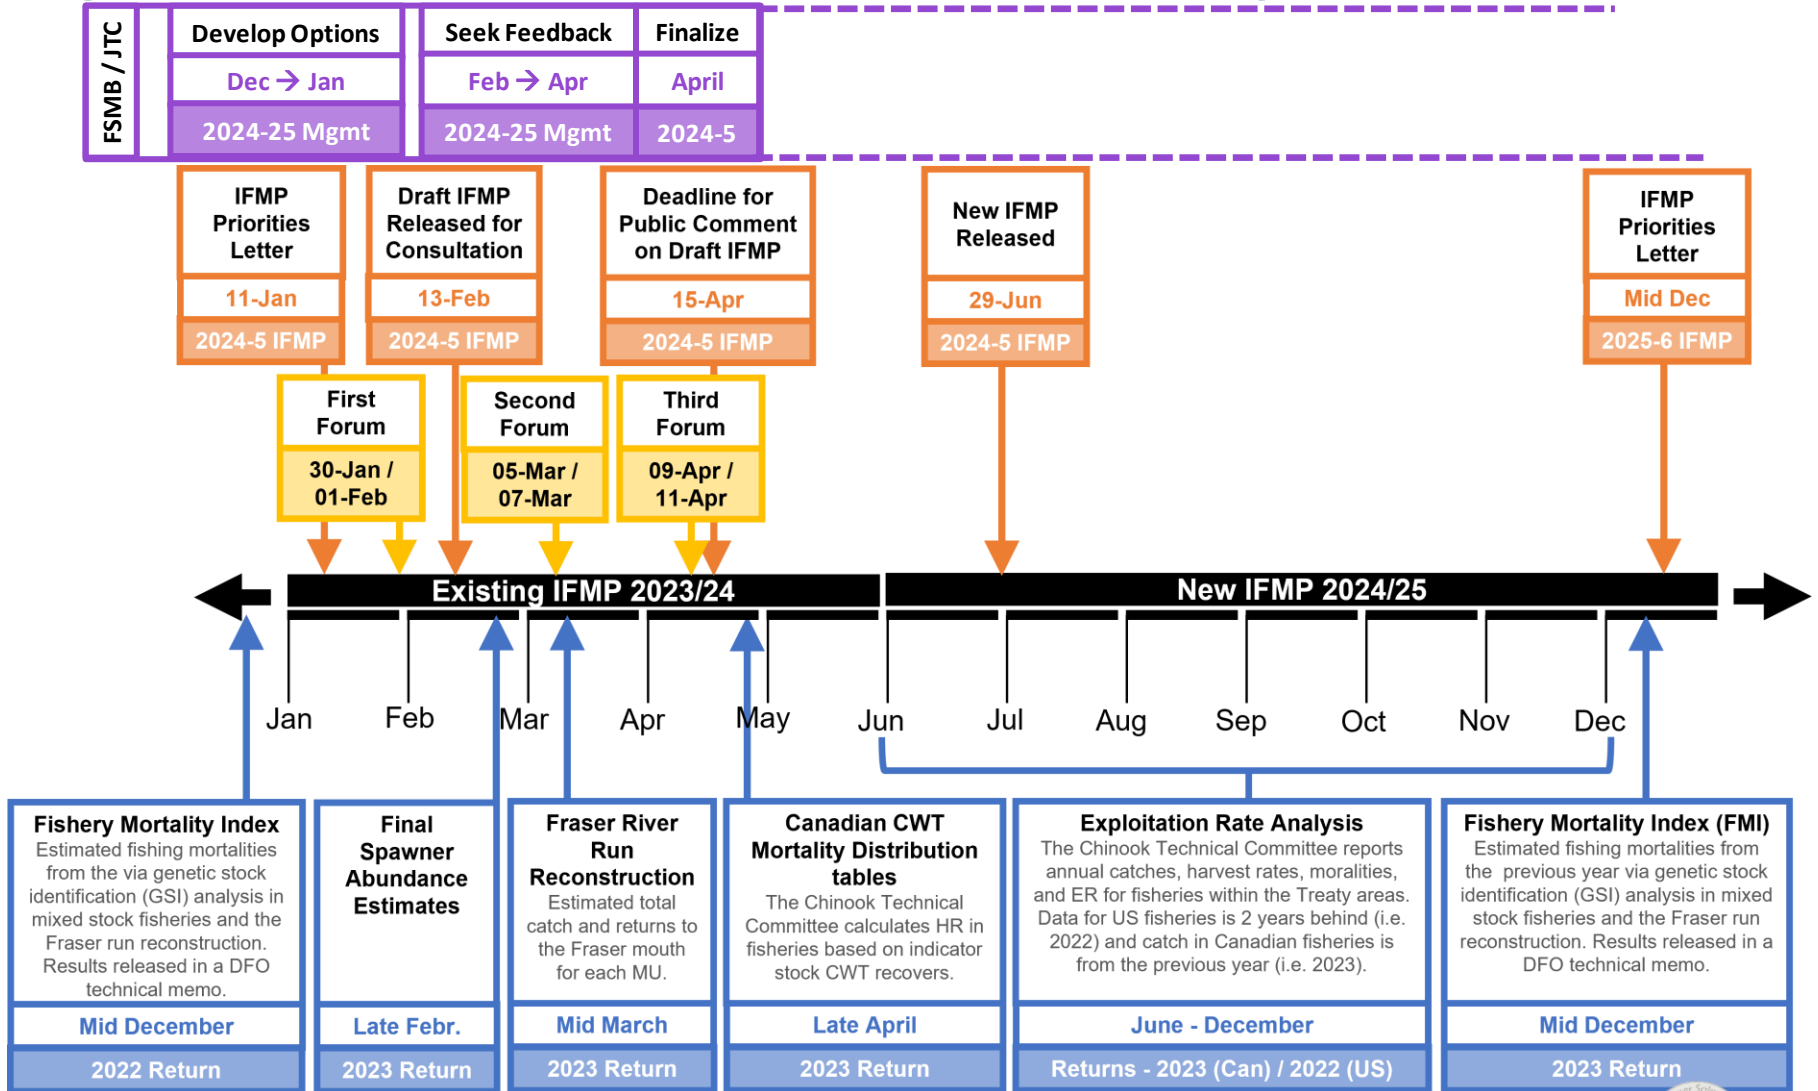 FSMB / JTC
Develop Options
Dec → Jan
2024-25 Mgmt
Seek Feedback
Feb → Apr
2024-25 Mgmt
Finalize
April
2024-5
IFMP
Priorities
Letter
11-Jan
2024-5 IFMP
Draft IFMP
Released for
Consultation
13-Feb
2024-5 IFMP
Deadline for
Public Comment
on Draft IFMP
15-Apr
2024-5 IFMP
New IFMP
Released
29-Jun
2024-5 IFMP
IFMP
Priorities
Letter
Mid Dec
2025-6 IFMP
First
Forum
30-Jan /
01-Feb
Second
Forum
05-Mar /
07-Mar
Third
Forum
09-Apr /
11-Apr
Existing IFMP 2023/24
New IFMP 2024/25
Jan
Feb
Mar
Apr
May
Jun
Jul
Aug
Sep
Oct
Nov
Dec
Fishery Mortality Index
Estimated fishing mortalities
from the via genetic stock
identification (GSI) analysis in
mixed stock fisheries and the
Fraser run reconstruction.
Results released in a DFO
technical memo.
Mid December
2022 Return
Final
Spawner
Abundance
Estimates
Late Febr.
2023 Return
Fraser River
Run
Reconstruction
Estimated total
catch and returns to
the Fraser mouth
for each MU.
Mid March
2023 Return
Canadian CWT
Mortality Distribution
tables
The Chinook Technical
Committee calculates HR in
fisheries based on indicator
stock CWT recovers.
Late April
2023 Return
Exploitation Rate Analysis
The Chinook Technical Committee reports
annual catches, harvest rates, moralities,
and ER for fisheries within the Treaty areas.
Data for US fisheries is 2 years behind (i.e.
2022) and catch in Canadian fisheries is
from the previous year (i.e. 2023).
June - December
Returns - 2023 (Can) / 2022 (US)
Fishery Mortality Index (FMI)
Estimated fishing mortalities from
the previous year via genetic stock
identification (GSI) analysis in mixed
stock fisheries and the Fraser run
reconstruction. Results released in a
DFO technical memo.
Mid December
2023 Return